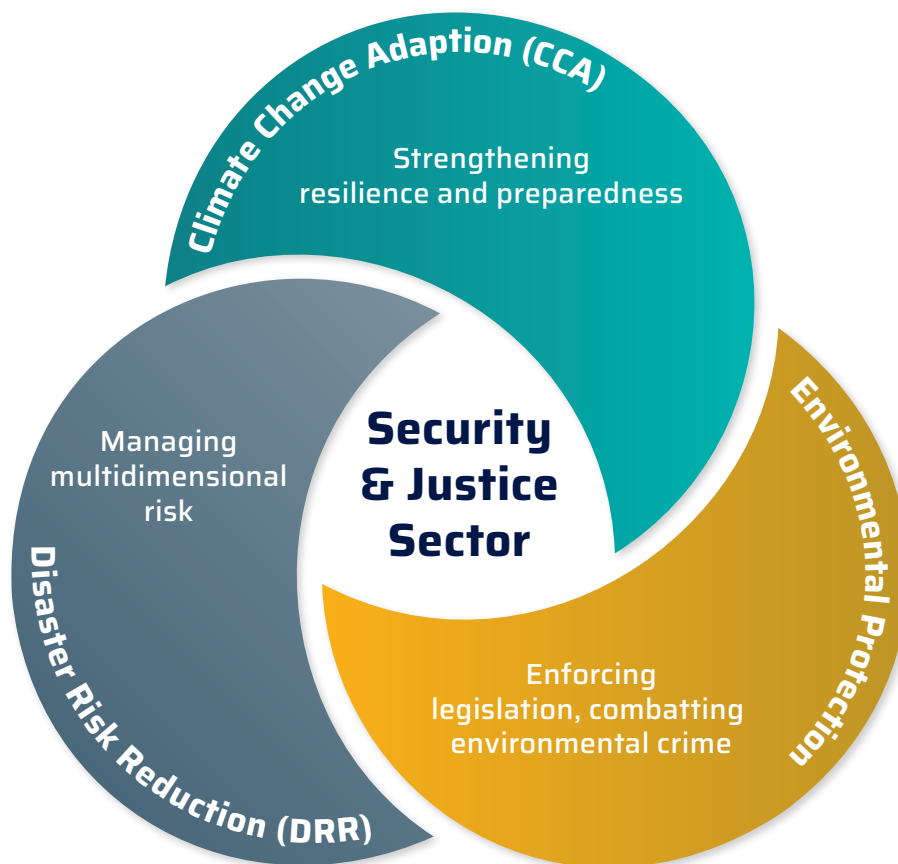 Climate Change Adaption (CCA)
Strengthening
resilience and preparedness
Security
& Justice
Sector
Managing
multidimensional
risk
Disaster Risk Reduction (DRR)
Environmental Protection
Enforcing
legislation, combatting
environmental crime